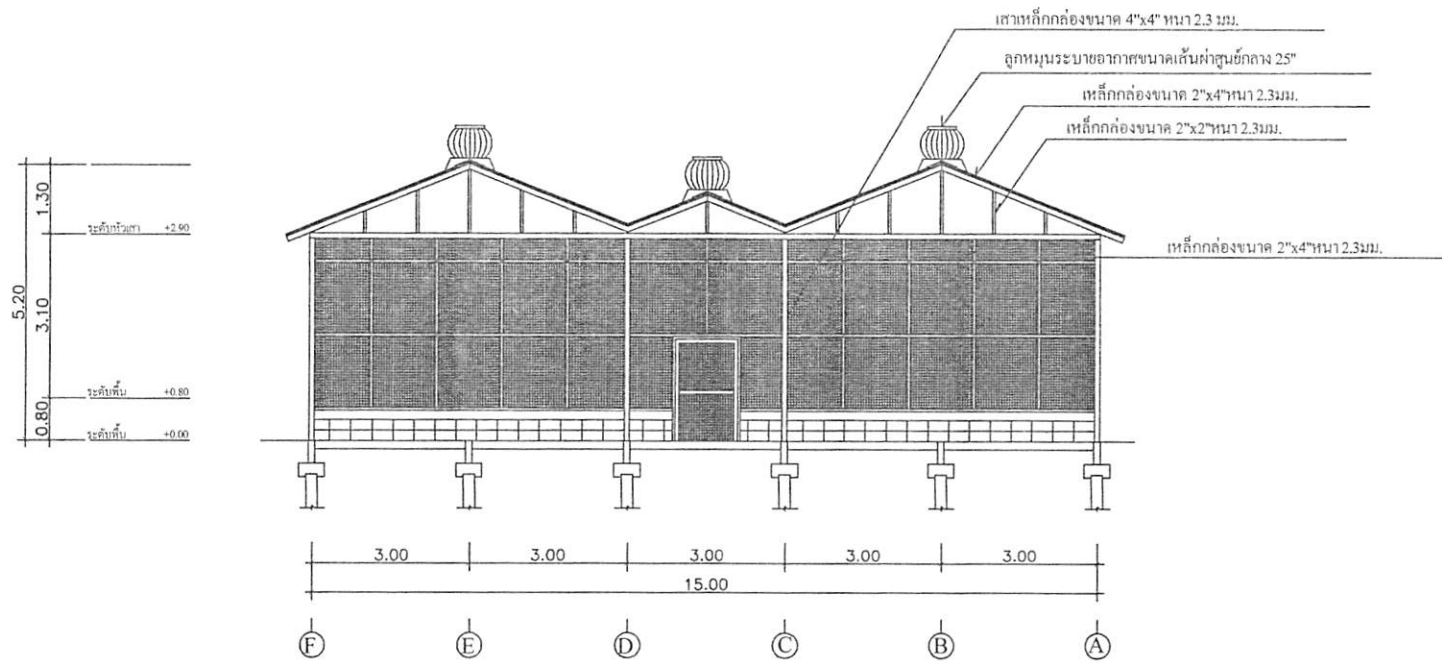 เสาเหล็กกล่องขนาด 4"x4" หนา 2.3 มม.
ลูกหมุนระบายอากาศขนาดเส้นผ่าศูนย์กลาง 25"
เหล็กกล่องขนาด 2"x4"หนา 2.3มม.
เหล็กกล่องขนาด 2"x2"หนา 2.3มม.
เหล็กกล่องขนาด 2"x4"หนา 2.3มม.
5.20
1.30
3.10
0.80
ระดับหัวเสา +2.90
ระดับพื้น +0.80
ระดับพื้น +0.00
3.00 3.00 3.00 3.00 3.00
15.00
F E D C B A